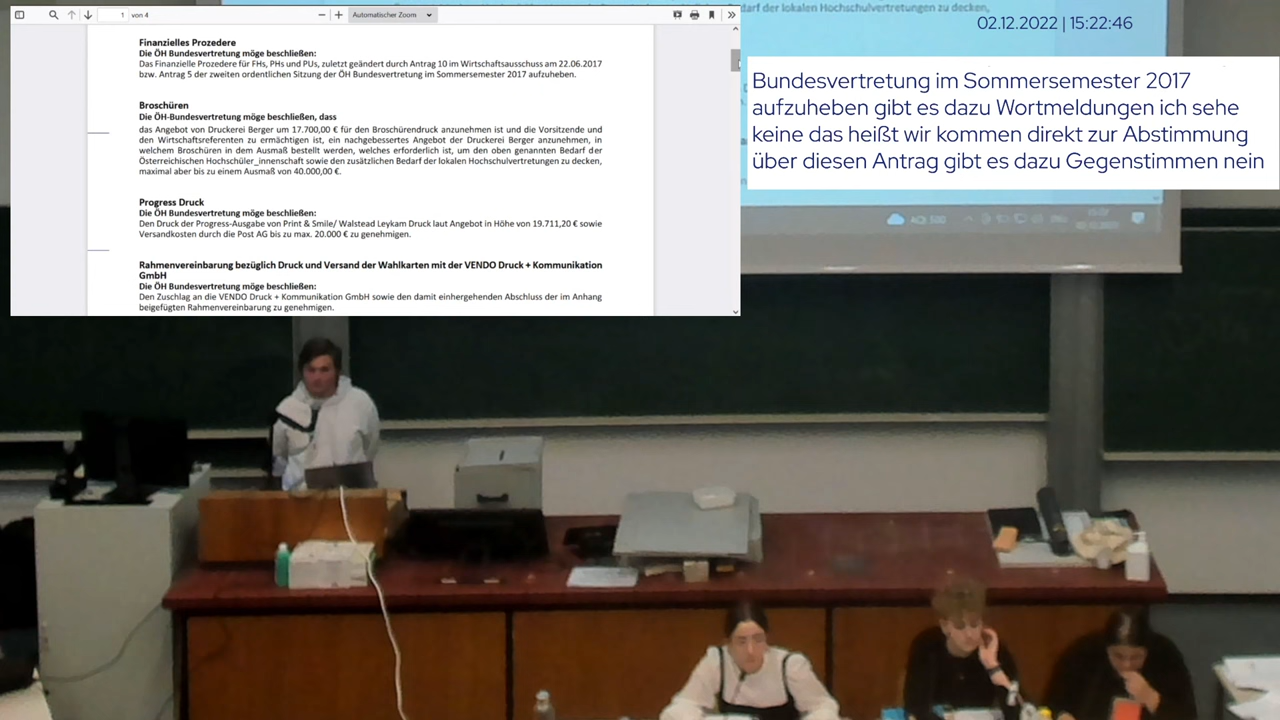 1 von 4
Automatischer Zoom
Finanzielles Prozedere
Die ÖH Bundesvertretung möge beschließen:
Das Finanzielle Prozedere für FHs, PHs und PUs, zuletzt geändert durch Antrag 10 im Wirtschaftsausschuss am 22.06.2017
bzw. Antrag 5 der zweiten ordentlichen Sitzung der ÖH Bundesvertretung im Sommersemester 2017 aufzuheben.
Broschüren
Die ÖH-Bundesvertretung möge beschließen, dass
das Angebot von Druckerei Berger um 17.700,00 € für den Broschürendruck anzunehmen ist und die Vorsitzende und
den Wirtschaftsreferenten zu ermächtigen ist, ein nachgebessertes Angebot der Druckerei Berger anzunehmen, in
welchem Broschüren in dem Ausmaß bestellt werden, welches erforderlich ist, um den oben genannten Bedarf der
Österreichischen Hochschüler_innenschaft sowie den zusätzlichen Bedarf der lokalen Hochschulvertretungen zu decken,
maximal aber bis zu einem Ausmaß von 40.000,00 €.
Progress Druck
Die ÖH Bundesvertretung möge beschließen:
Den Druck der Progress-Ausgabe von Print & Smile/ Walstead Leykam Druck laut Angebot in Höhe von 19.711,20 € sowie
Versandkosten durch die Post AG bis zu max. 20.000 € zu genehmigen.
Rahmenvereinbarung bezüglich Druck und Versand der Wahlkarten mit der VENDO Druck + Kommunikation
GmbH
Die ÖH Bundesvertretung möge beschließen:
Den Zuschlag an die VENDO Druck + Kommunikation GmbH sowie den damit einhergehenden Abschluss der im Anhang
beigefügten Rahmenvereinbarung zu genehmigen.
darf der lokalen Hochschulvertretungen zu decken,
02.12.2022 | 15:22:46
Bundesvertretung im Sommersemester 2017
aufzuheben gibt es dazu Wortmeldungen ich sehe
keine das heißt wir kommen direkt zur Abstimmung
über diesen Antrag gibt es dazu Gegenstimmen nein